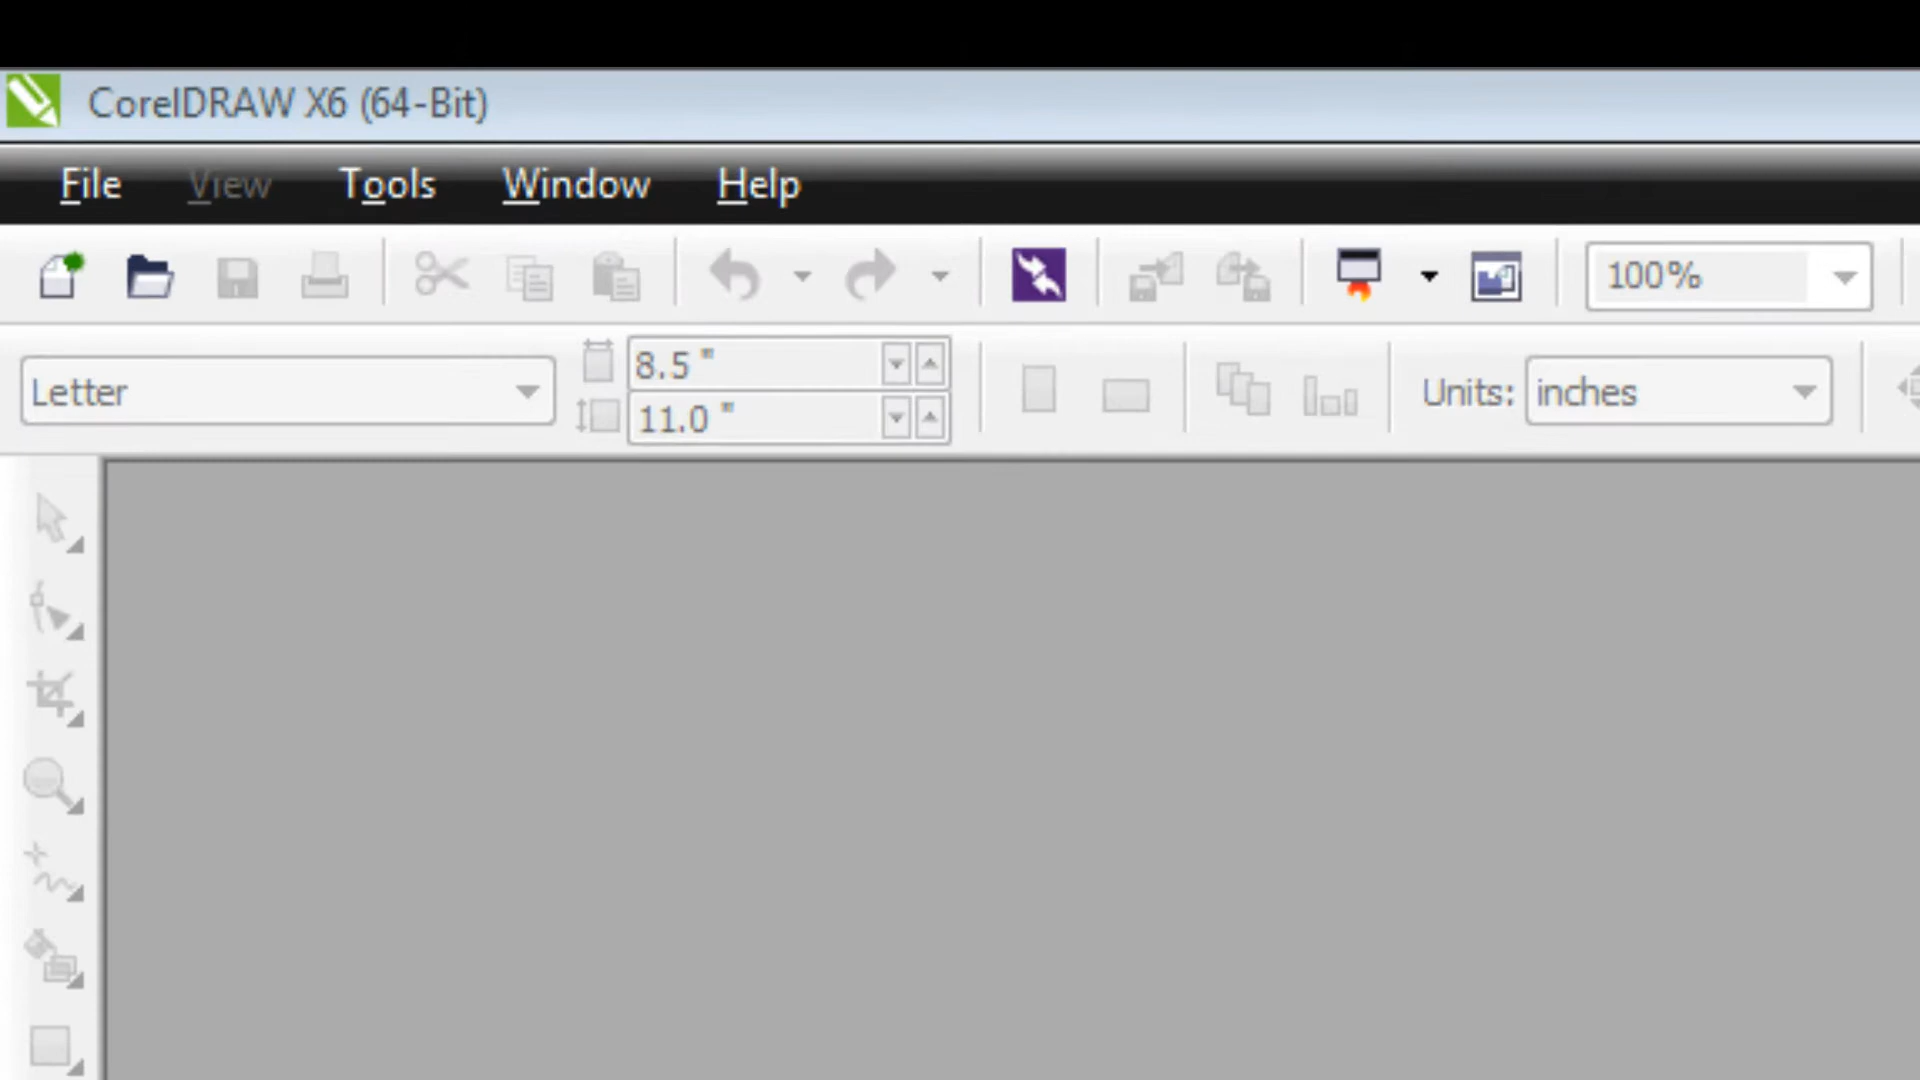 CorelDRAW X6 (64-Bit)
File View Tools Window Help
100%
Letter 8.5 " Units: inches
11.0 "